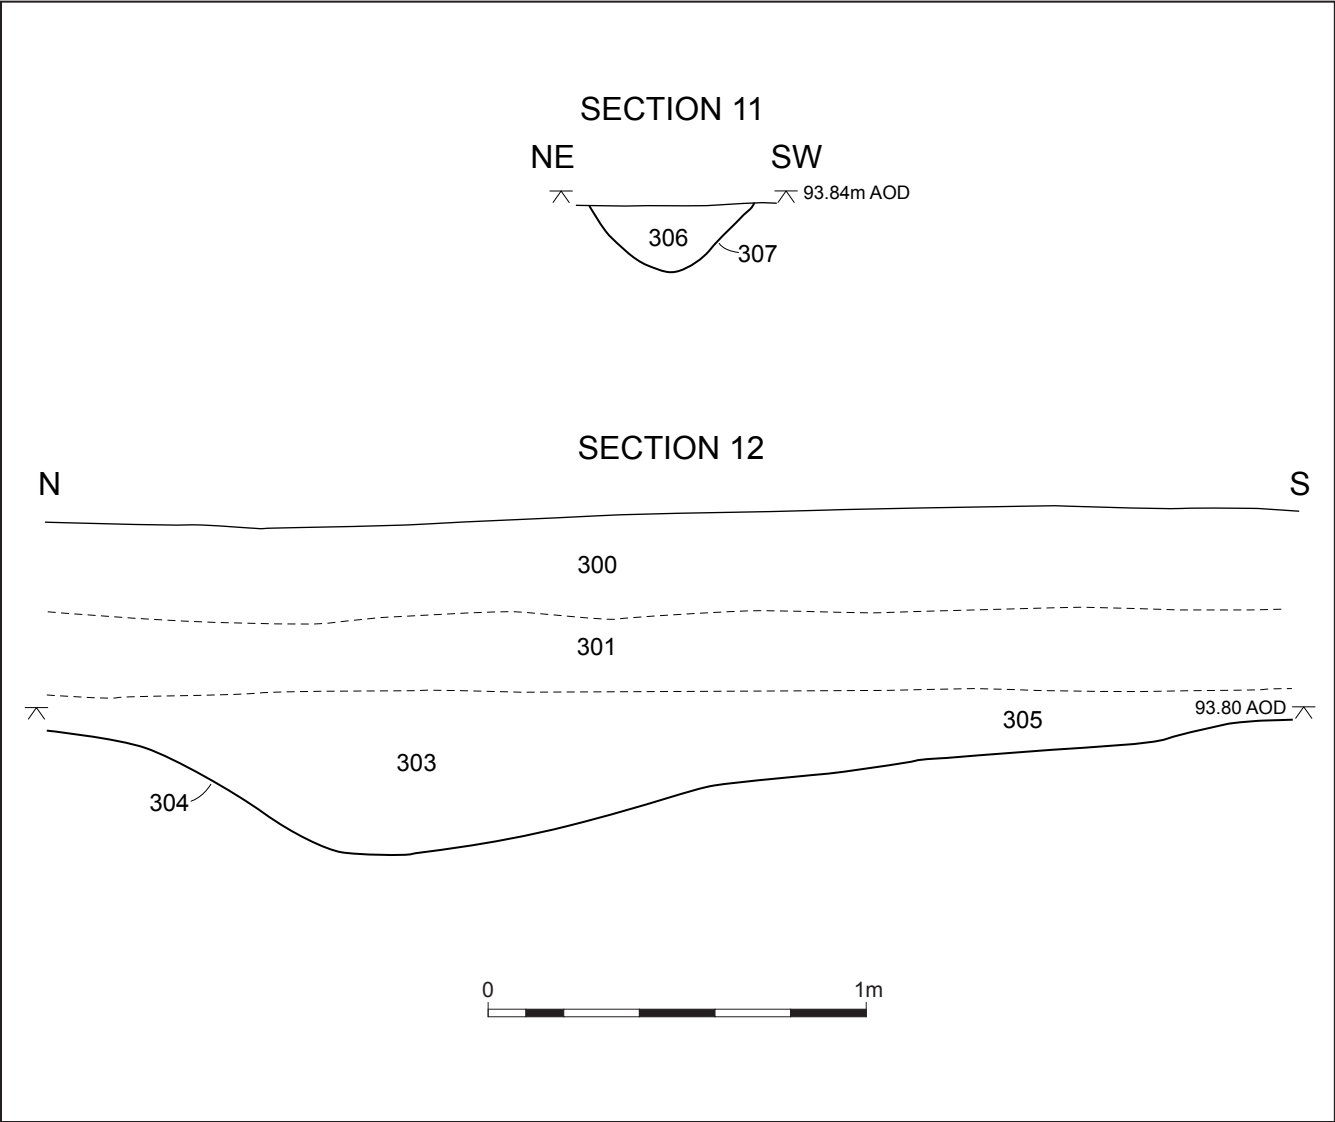 SECTION 11
NE SW
93.84m AOD
306
307
SECTION 12
N S
300
301
305
93.80 AOD
303
304
0 1m